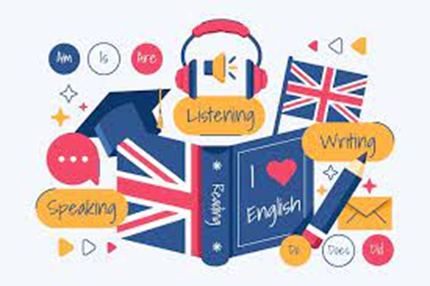 Am
Is
Are
Listening
Writing
Speaking
Reading
I
English
Do
Does
Did